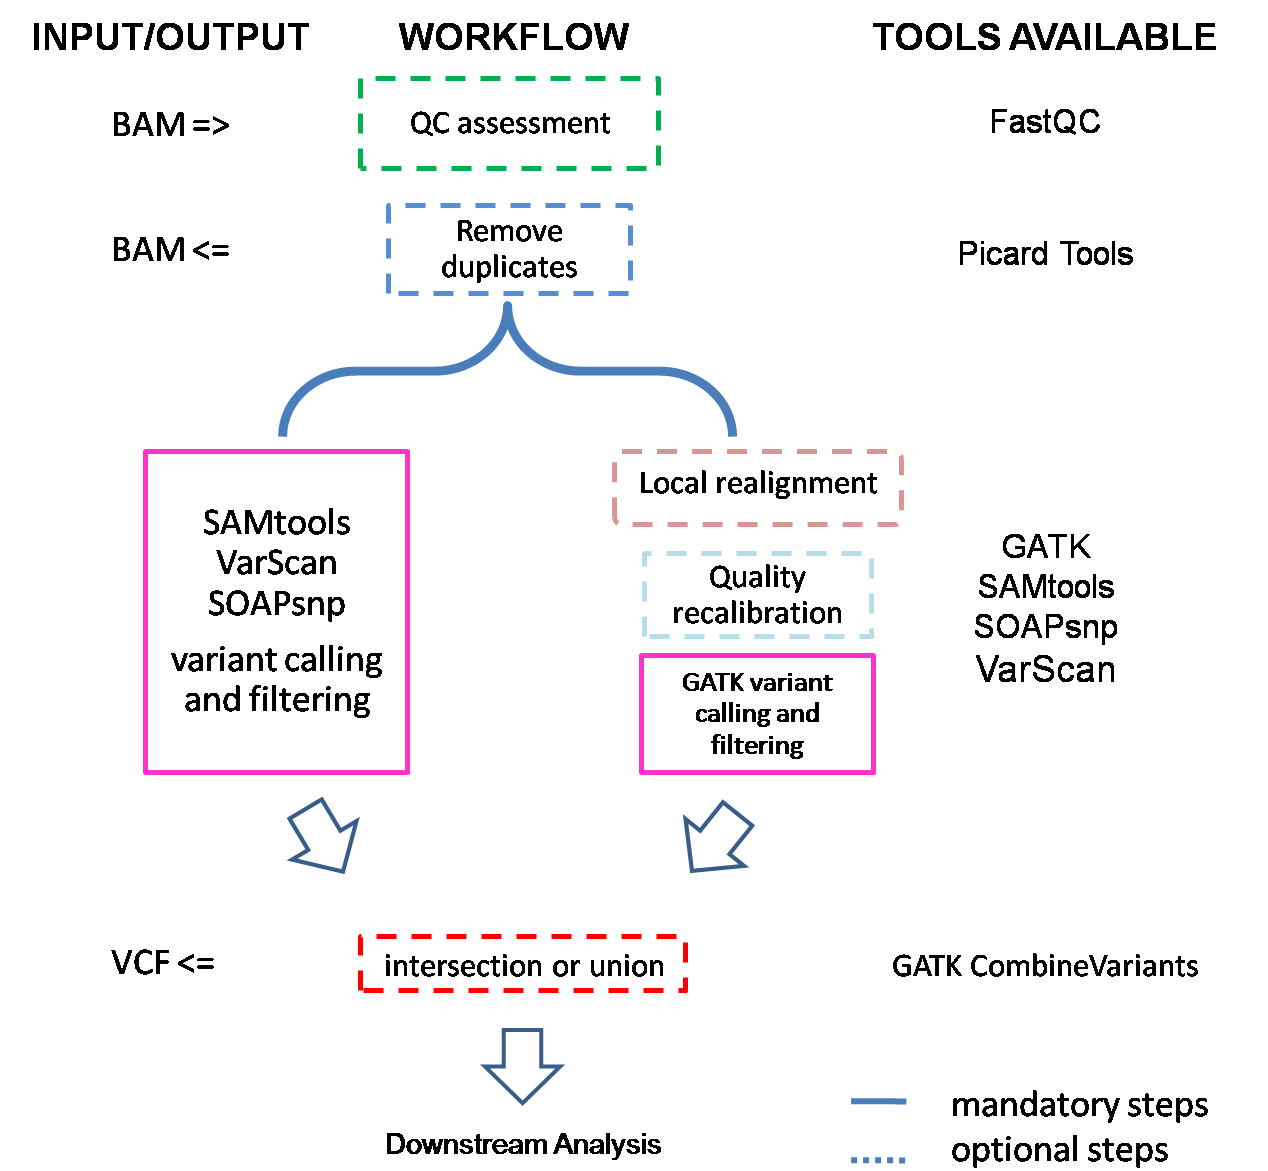 INPUT/OUTPUT WORKFLOW TOOLS AVAILABLE
BAM => QC assessment FastQC
BAM <= Remove duplicates Picard Tools
SAMtools
VarScan
SOAPsnp
variant calling
and filtering
Local realignment
Quality
recalibration
GATK variant
calling and
filtering
GATK
SAMtools
SOAPsnp
VarScan
VCF <= intersection or union GATK CombineVariants
Downstream Analysis
mandatory steps
optional steps